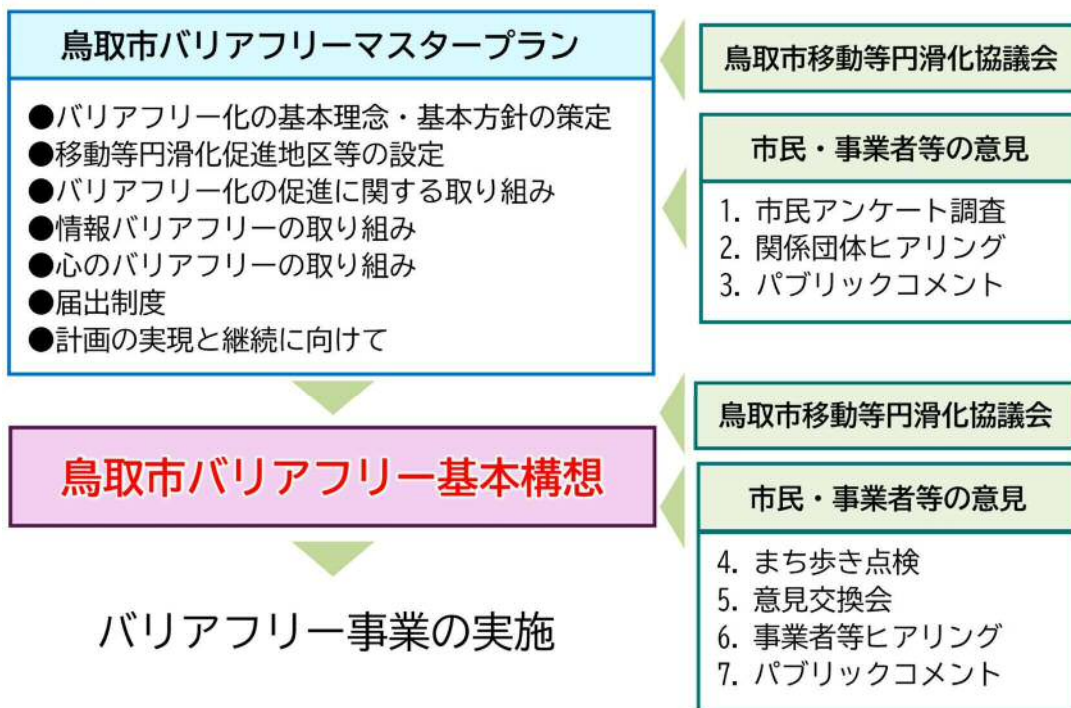 鳥取市バリアフリーマスタープラン
●バリアフリー化の基本理念・基本方針の策定
●移動等円滑化促進地区等の設定
●バリアフリー化の促進に関する取り組み
●情報バリアフリーの取り組み
●心のバリアフリーの取り組み
●届出制度
●計画の実現と継続に向けて
鳥取市移動等円滑化協議会
市民・事業者等の意見
1. 市民アンケート調査
2. 関係団体ヒアリング
3. パブリックコメント
鳥取市バリアフリー基本構想
鳥取市移動等円滑化協議会
市民・事業者等の意見
4. まち歩き点検
5. 意見交換会
6. 事業者等ヒアリング
7. パブリックコメント
バリアフリー事業の実施